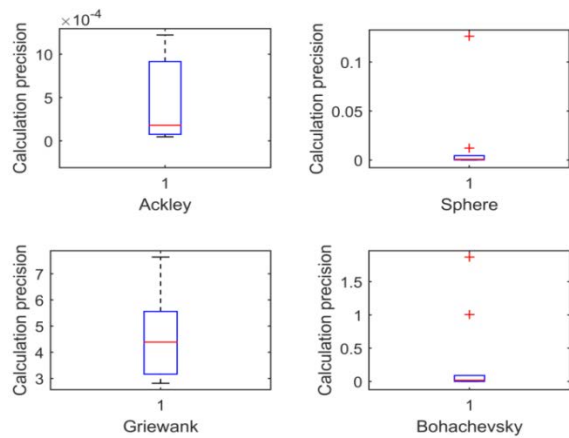 ×10^-4
Calculation precision
10
5
0
1
Ackley
Calculation precision
0.1
0.05
0
1
Sphere
Calculation precision
7
6
5
4
3
1
Griewank
Calculation precision
1.5
1
0.5
0
1
Bohachevsky